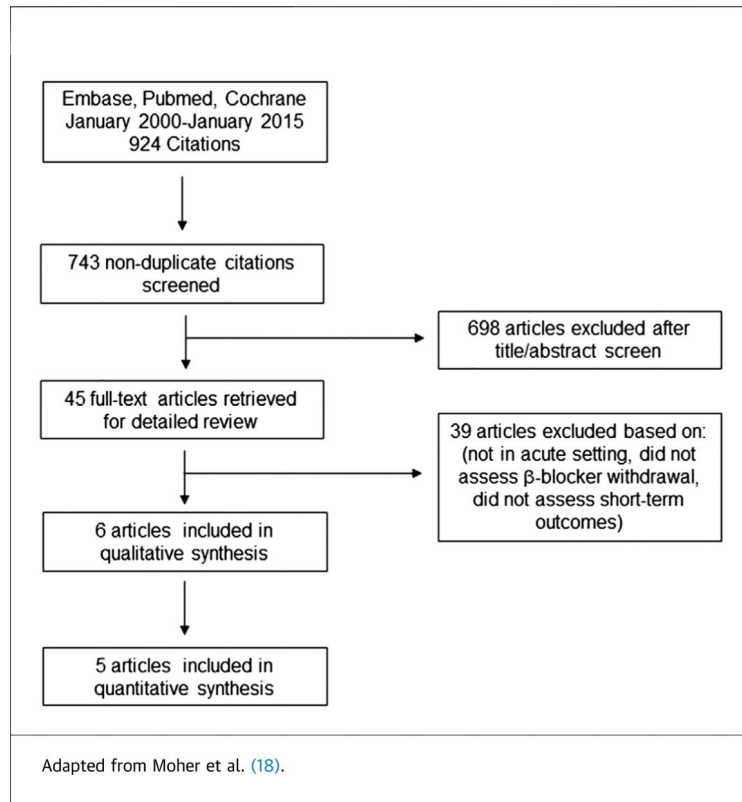 Embase, Pubmed, Cochrane
January 2000-January 2015
924 Citations
743 non-duplicate citations
screened
698 articles excluded after
title/abstract screen
45 full-text articles retrieved
for detailed review
39 articles excluded based on:
(not in acute setting, did not
assess β-blocker withdrawal,
did not assess short-term
outcomes)
6 articles included in
qualitative synthesis
5 articles included in
quantitative synthesis
Adapted from Moher et al. (18).